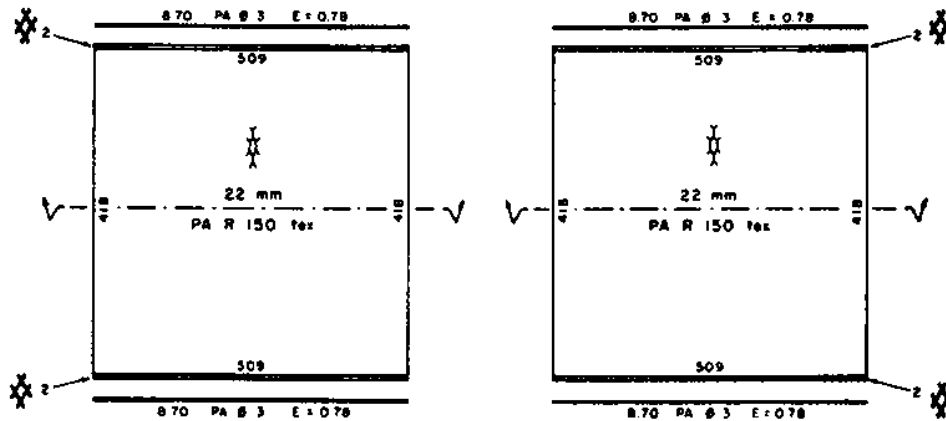 8.70 PA Ø 3 E = 0.78
2
509
22 mm
418
418
PA R 150 tex
509
2
8.70 PA Ø 3 E = 0.78
8.70 PA Ø 3 E = 0.78
2
509
22 mm
418
418
PA R 150 tex
509
2
8.70 PA Ø 3 E = 0.78